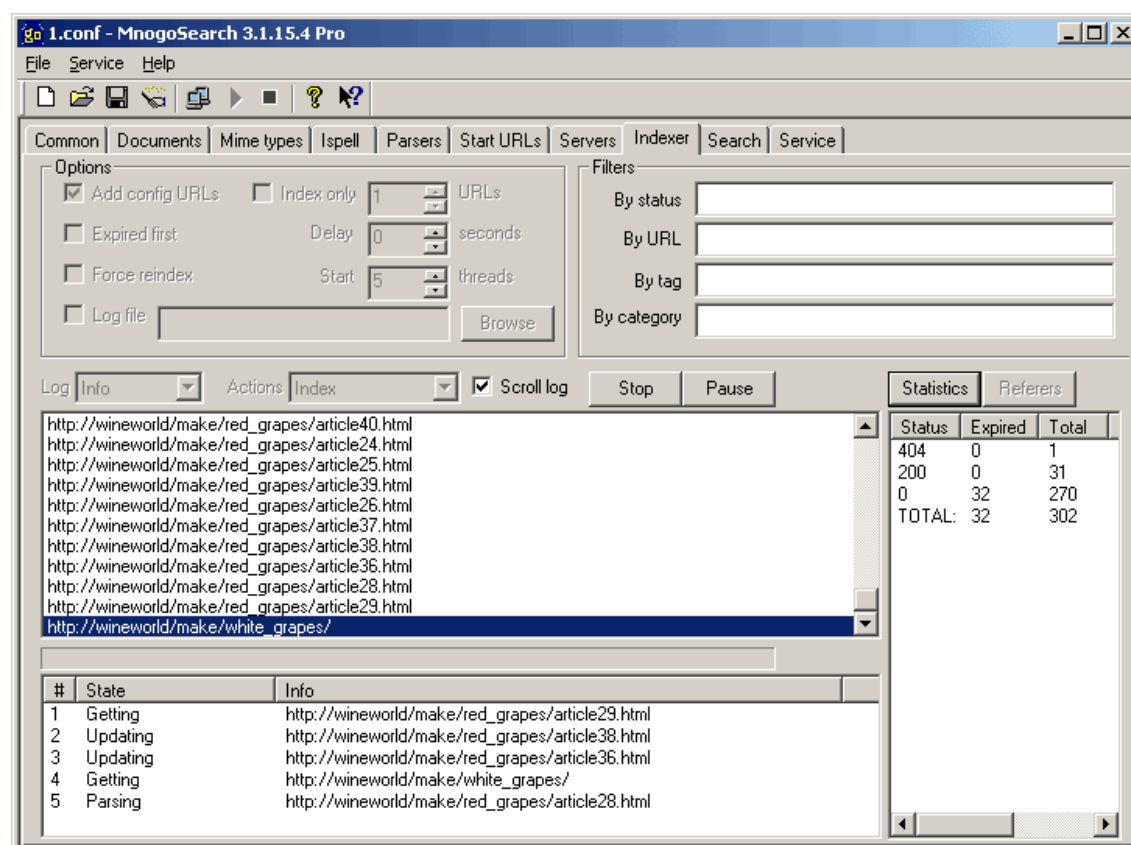 1.conf - MnogoSearch 3.1.15.4 Pro
File Service Help
Common Documents Mime types Ispell Parsers Start URLs Servers Indexer Search Service
Options
Add config URLs Index only 1 URLs
Expired first Delay 0 seconds
Force reindex Start 5 threads
Log file Browse
Filters
By status
By URL
By tag
By category
Log Info Actions Index Scroll log Stop Pause
http://wineworld/make/red_grapes/article40.html
http://wineworld/make/red_grapes/article24.html
http://wineworld/make/red_grapes/article25.html
http://wineworld/make/red_grapes/article39.html
http://wineworld/make/red_grapes/article26.html
http://wineworld/make/red_grapes/article37.html
http://wineworld/make/red_grapes/article38.html
http://wineworld/make/red_grapes/article36.html
http://wineworld/make/red_grapes/article28.html
http://wineworld/make/red_grapes/article29.html
http://wineworld/make/white_grapes/
# State Info
1 Getting http://wineworld/make/red_grapes/article29.html
2 Updating http://wineworld/make/red_grapes/article38.html
3 Updating http://wineworld/make/red_grapes/article36.html
4 Getting http://wineworld/make/white_grapes/
5 Parsing http://wineworld/make/red_grapes/article28.html
Statistics Referers
Status Expired Total
404 0 1
200 0 31
0 32 270
TOTAL: 32 302